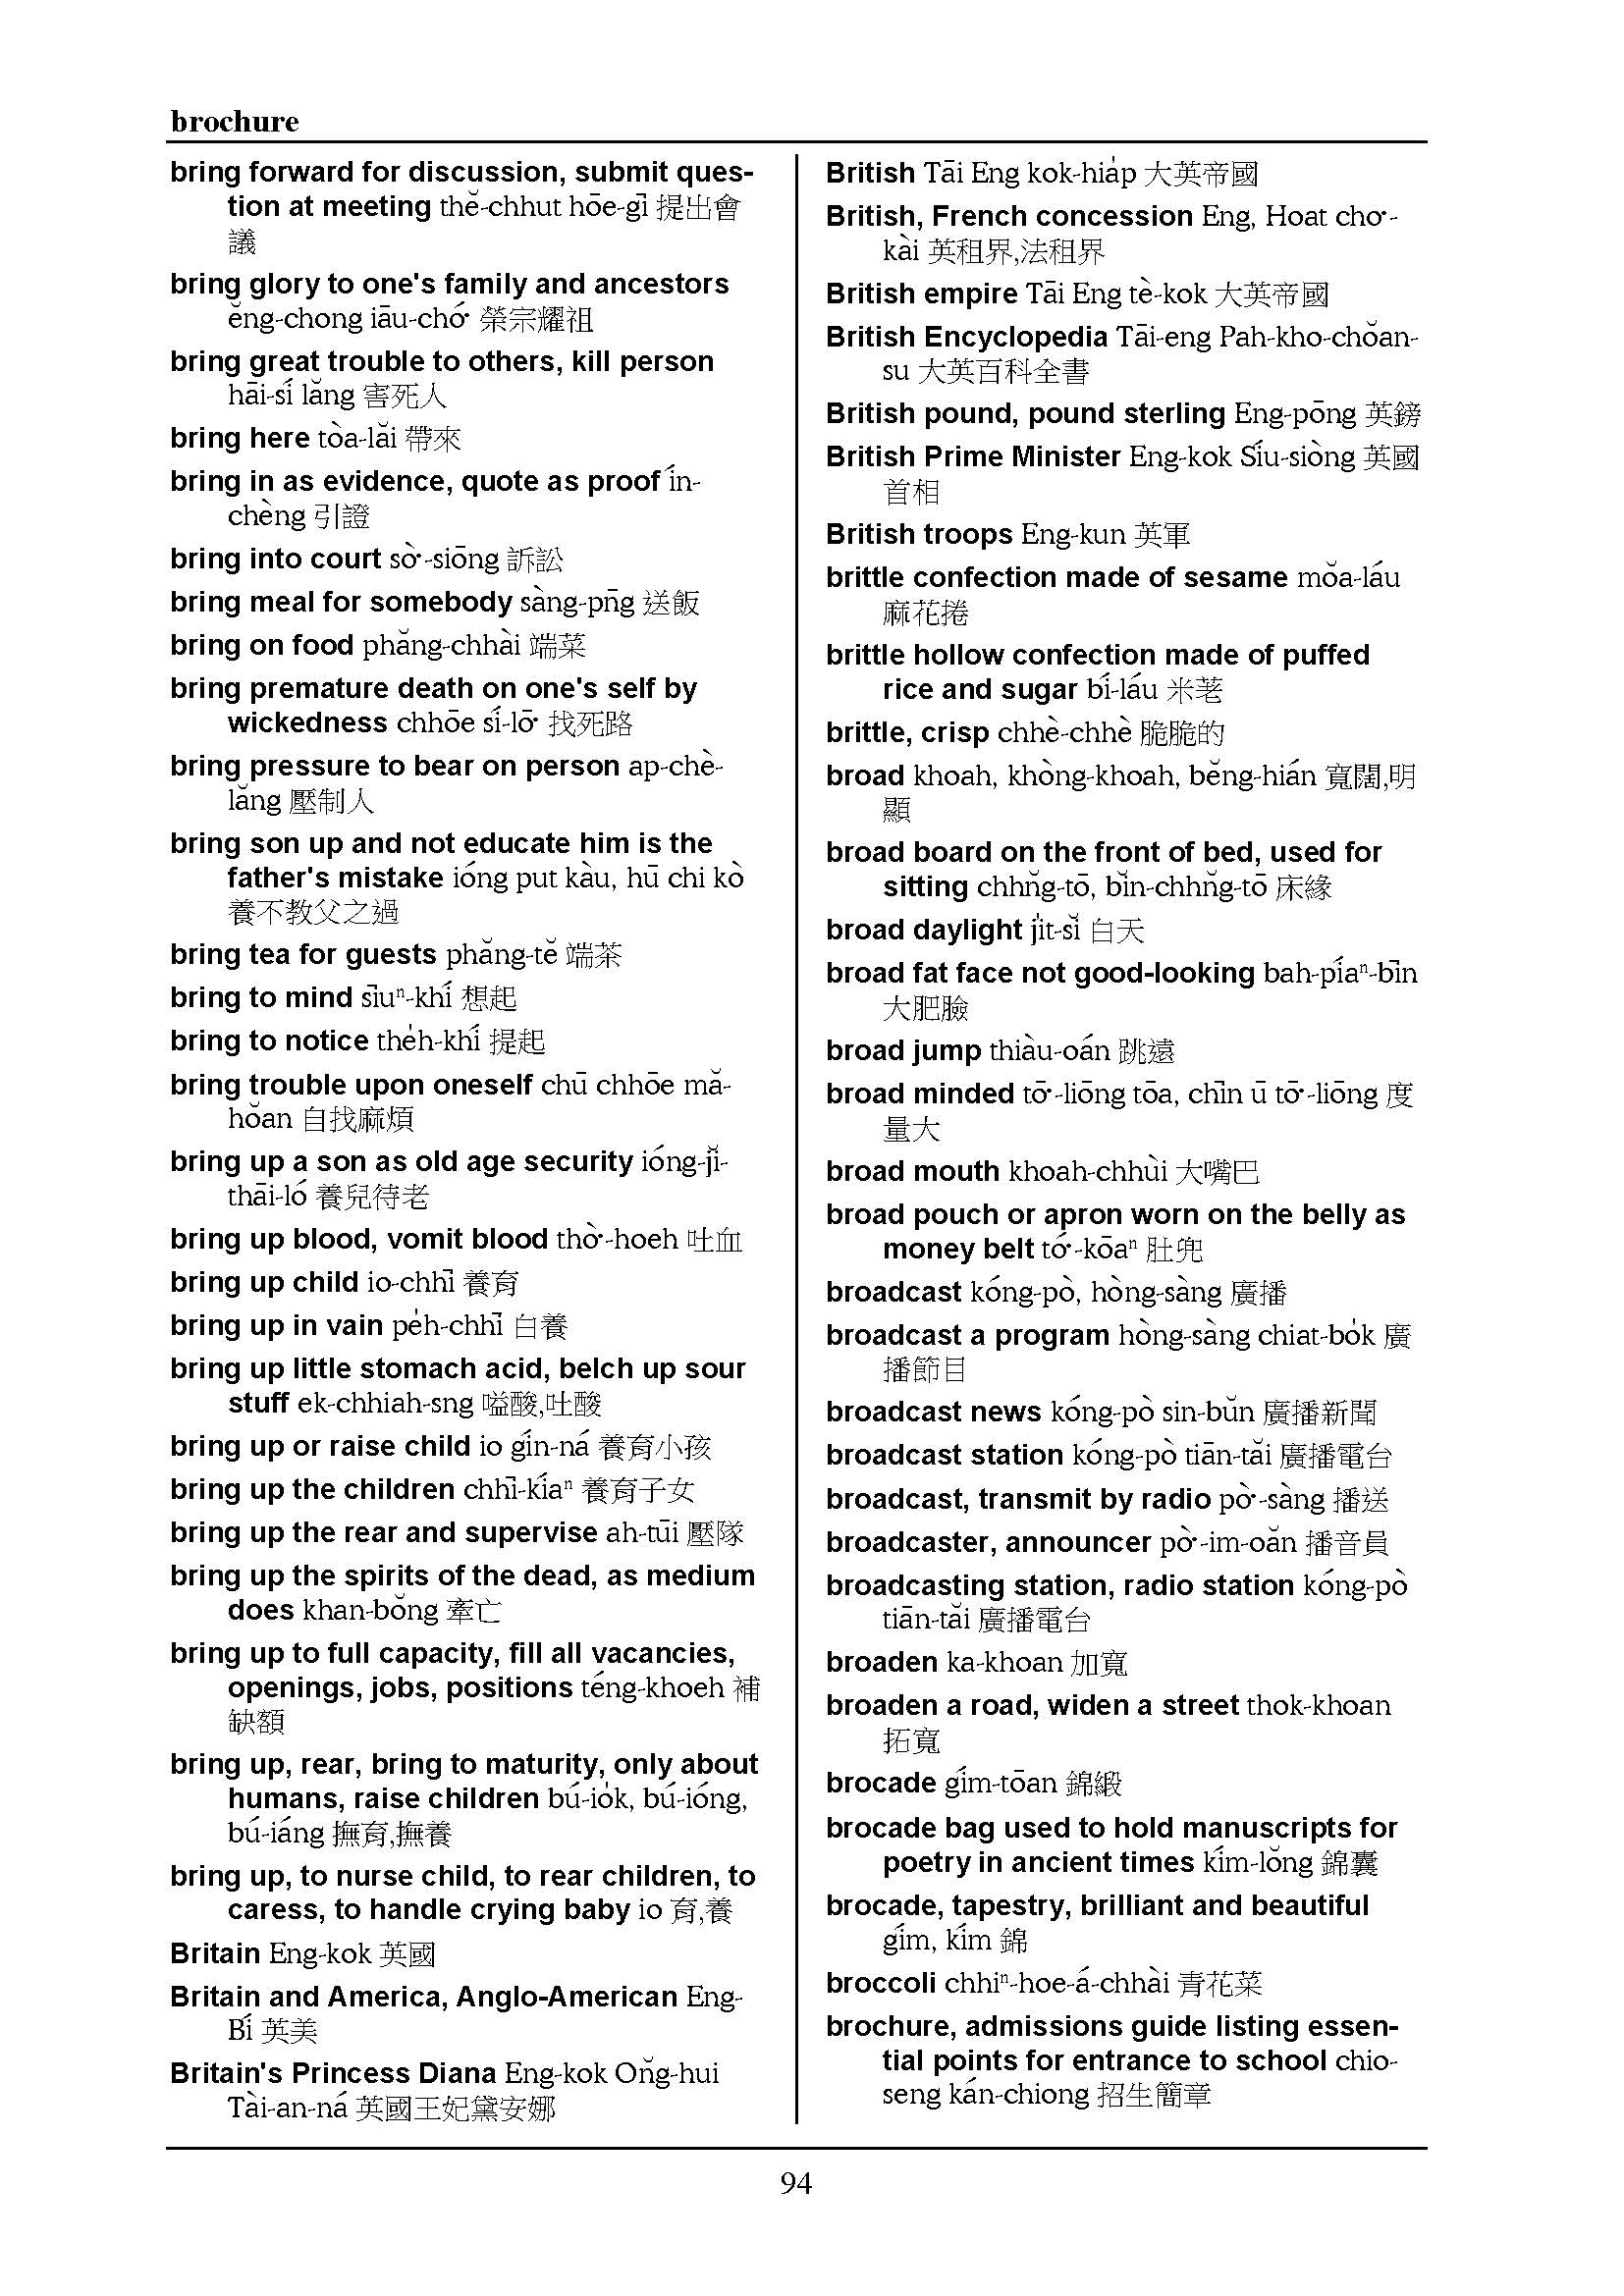 brochure
bring forward for discussion, submit ques-
tion at meeting thĕ-chhut hōe-gī 提出會
議
bring glory to one's family and ancestors
ĕng-chong iāu-chó͘ 榮宗耀祖
bring great trouble to others, kill person
hāi-sí lăng 害死人
bring here tòa-lăi 帶來
bring in as evidence, quote as proof ín-
chèng 引證
bring into court sò͘-siōng 訴訟
bring meal for somebody sàng-pn̄g 送飯
bring on food phăng-chhài 端菜
bring premature death on one's self by
wickedness chhōe sí-lō͘ 找死路
bring pressure to bear on person ap-chè-
lăng 壓制人
bring son up and not educate him is the
father's mistake ióng put kàu, hū chi kò
養不教父之過
bring tea for guests phăng-tĕ 端茶
bring to mind sīuⁿ-khí 想起
bring to notice the̍h-khí 提起
bring trouble upon oneself chū chhōe mă-
hŏan 自找麻煩
bring up a son as old age security ióng-jĭ-
thāi-ló 養兒待老
bring up blood, vomit blood thò͘-hoeh 吐血
bring up child io-chhī 養育
bring up in vain pe̍h-chhī 白養
bring up little stomach acid, belch up sour
stuff ek-chhiah-sng 嗌酸,吐酸
bring up or raise child io gín-ná 養育小孩
bring up the children chhī-kíaⁿ 養育子女
bring up the rear and supervise ah-tūi 壓隊
bring up the spirits of the dead, as medium
does khan-bŏng 牽亡
bring up to full capacity, fill all vacancies,
openings, jobs, positions téng-khoeh 補
缺額
bring up, rear, bring to maturity, only about
humans, raise children bú-io̍k, bú-ióng,
bú-iáng 撫育,撫養
bring up, to nurse child, to rear children, to
caress, to handle crying baby io 育,養
Britain Eng-kok 英國
Britain and America, Anglo-American Eng-
Bí 英美
Britain's Princess Diana Eng-kok Ŏng-hui
Tài-an-ná 英國王妃黛安娜
British Tāi Eng kok-hia̍p 大英帝國
British, French concession Eng, Hoat cho͘-
kài 英租界,法租界
British empire Tāi Eng tè-kok 大英帝國
British Encyclopedia Tāi-eng Pah-kho-chŏan-
su 大英百科全書
British pound, pound sterling Eng-pōng 英鎊
British Prime Minister Eng-kok Síu-siòng 英國
首相
British troops Eng-kun 英軍
brittle confection made of sesame mŏa-láu
麻花捲
brittle hollow confection made of puffed
rice and sugar bí-láu 米荖
brittle, crisp chhè-chhè 脆脆的
broad khoah, khòng-khoah, bĕng-hián 寬闊,明
顯
broad board on the front of bed, used for
sitting chhn̆g-tō, bĭn-chhn̆g-tō 床緣
broad daylight ji̍t-sĭ 白天
broad fat face not good-looking bah-píaⁿ-bīn
大肥臉
broad jump thiàu-oán 跳遠
broad minded tō͘-liōng tōa, chīn ū tō͘-liōng 度
量大
broad mouth khoah-chhùi 大嘴巴
broad pouch or apron worn on the belly as
money belt tó͘-kōaⁿ 肚兜
broadcast kóng-pò, hòng-sàng 廣播
broadcast a program hòng-sàng chiat-bo̍k 廣
播節目
broadcast news kóng-pò sin-bŭn 廣播新聞
broadcast station kóng-pò tiān-tăi 廣播電台
broadcast, transmit by radio pò͘-sàng 播送
broadcaster, announcer pò͘-im-oăn 播音員
broadcasting station, radio station kóng-pò
tiān-tăi 廣播電台
broaden ka-khoan 加寬
broaden a road, widen a street thok-khoan
拓寬
brocade gím-tōan 錦緞
brocade bag used to hold manuscripts for
poetry in ancient times kím-lŏng 錦囊
brocade, tapestry, brilliant and beautiful
gím, kím 錦
broccoli chhiⁿ-hoe-á-chhài 青花菜
brochure, admissions guide listing essen-
tial points for entrance to school chio-
seng kán-chiong 招生簡章
94